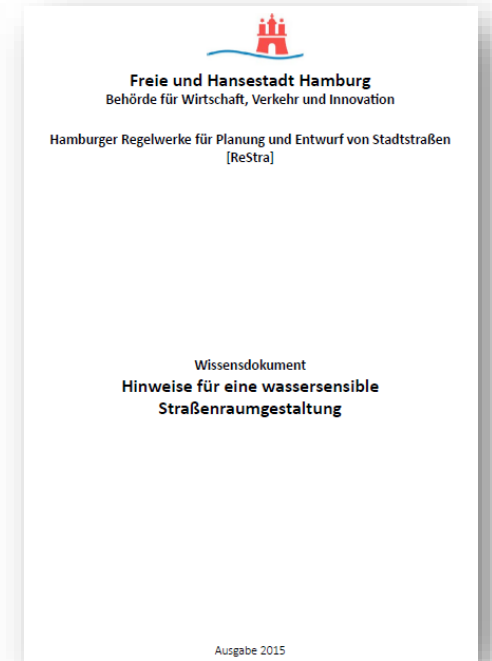 Freie und Hansestadt Hamburg
Behörde für Wirtschaft, Verkehr und Innovation
Hamburger Regelwerke für Planung und Entwurf von Stadtstraßen
[ReStra]
Wissensdokument
Hinweise für eine wassersensible
Straßenraumgestaltung
Ausgabe 2015